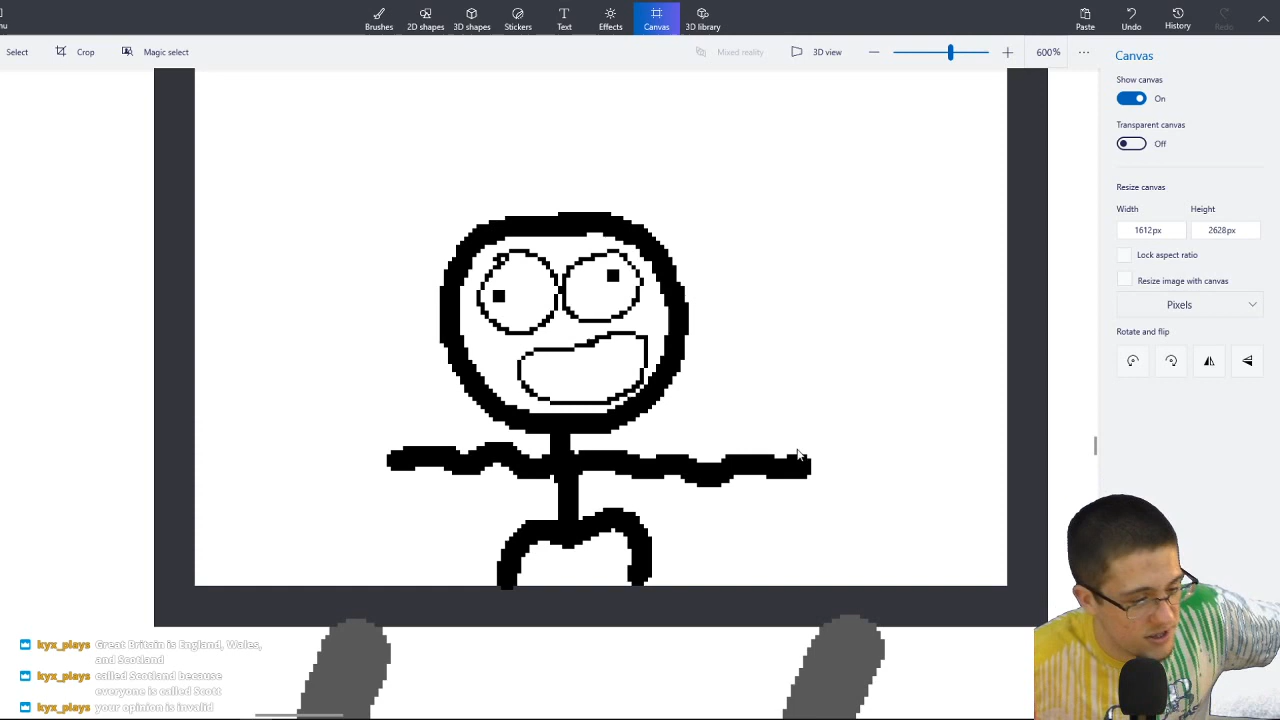 nu
Brushes
2D shapes
3D shapes
Stickers
Text
Effects
Canvas
3D library
Paste
Undo
History
Redo
Select
Crop
Magic select
Mixed reality
3D view
600%
Canvas
Show canvas
On
Transparent canvas
Off
Resize canvas
Width
Height
1612px
2628px
Lock aspect ratio
Resize image with canvas
Pixels
Rotate and flip
kyx_plays Great Britain is England, Wales,
and Scotland
kyx_plays called Scotland because
everyone is called Scott
kyx_plays your opinion is invalid